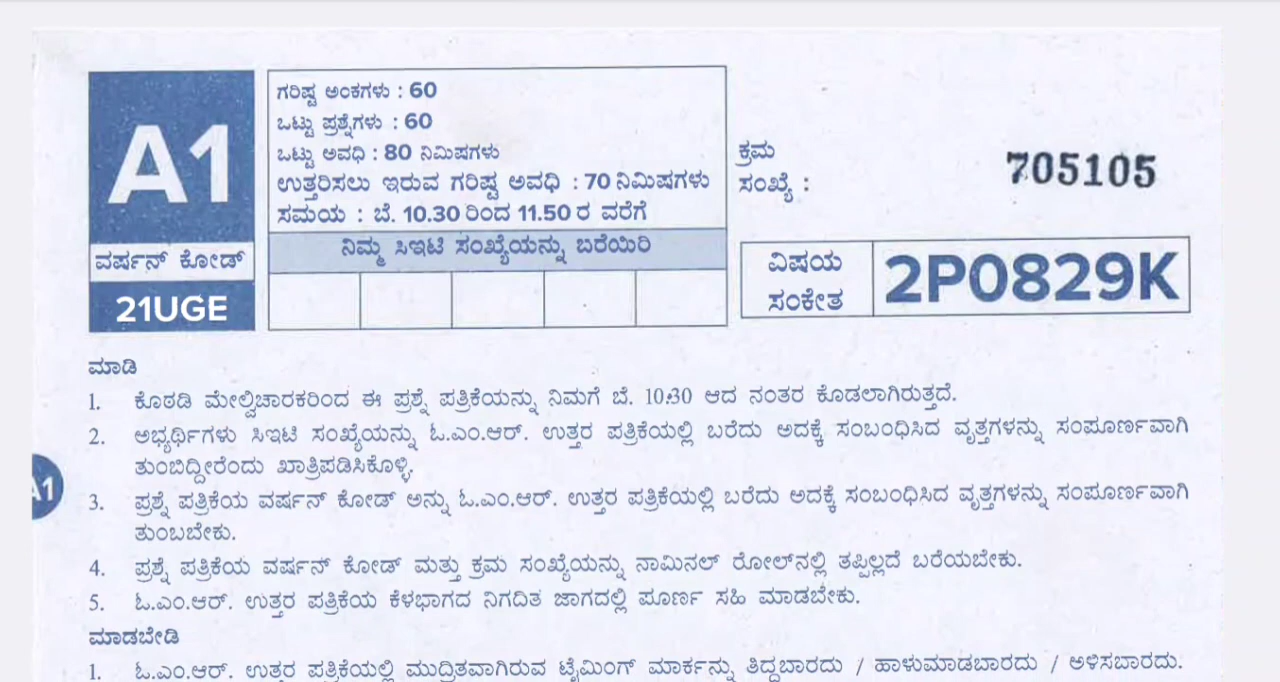 A1
ವರ್ಷನ್ ಕೋಡ್
21UGE
ಗರಿಷ್ಟ ಅಂಕಗಳು : 60
ಒಟ್ಟು ಪ್ರಶ್ನೆಗಳು : 60
ಒಟ್ಟು ಅವಧಿ : 80 ನಿಮಿಷಗಳು
ಉತ್ತರಿಸಲು ಇರುವ ಗರಿಷ್ಟ ಅವಧಿ : 70 ನಿಮಿಷಗಳು
ಸಮಯ : ಬೆ. 10.30 ರಿಂದ 11.50 ರ ವರೆಗೆ
ನಿಮ್ಮ ಸಿಇಟಿ ಸಂಖ್ಯೆಯನ್ನು ಬರೆಯಿರಿ
ಕ್ರಮ
ಸಂಖ್ಯೆ : 705105
ವಿಷಯ
ಸಂಕೇತ
2P0829K
ಮಾಡಿ
1. ಕೊಠಡಿ ಮೇಲ್ವಿಚಾರಕರಿಂದ ಈ ಪ್ರಶ್ನೆ ಪತ್ರಿಕೆಯನ್ನು ನಿಮಗೆ ಬೆ. 10.30 ಆದ ನಂತರ ಕೊಡಲಾಗಿರುತ್ತದೆ.
2. ಅಭ್ಯರ್ಥಿಗಳು ಸಿಇಟಿ ಸಂಖ್ಯೆಯನ್ನು ಓ.ಎಂ.ಆರ್. ಉತ್ತರ ಪತ್ರಿಕೆಯಲ್ಲಿ ಬರೆದು ಅದಕ್ಕೆ ಸಂಬಂಧಿಸಿದ ವೃತ್ತಗಳನ್ನು ಸಂಪೂರ್ಣವಾಗಿ
ತುಂಬಿದ್ದೀರೆಂದು ಖಾತ್ರಿಪಡಿಸಿಕೊಳ್ಳಿ.
A1
3. ಪ್ರಶ್ನೆ ಪತ್ರಿಕೆಯ ವರ್ಷನ್ ಕೋಡ್ ಅನ್ನು ಓ.ಎಂ.ಆರ್. ಉತ್ತರ ಪತ್ರಿಕೆಯಲ್ಲಿ ಬರೆದು ಅದಕ್ಕೆ ಸಂಬಂಧಿಸಿದ ವೃತ್ತಗಳನ್ನು ಸಂಪೂರ್ಣವಾಗಿ
ತುಂಬಬೇಕು.
4. ಪ್ರಶ್ನೆ ಪತ್ರಿಕೆಯ ವರ್ಷನ್ ಕೋಡ್ ಮತ್ತು ಕ್ರಮ ಸಂಖ್ಯೆಯನ್ನು ನಾಮಿನಲ್ ರೋಲ್‌ನಲ್ಲಿ ತಪ್ಪಿಲ್ಲದೆ ಬರೆಯಬೇಕು.
5. ಓ.ಎಂ.ಆರ್. ಉತ್ತರ ಪತ್ರಿಕೆಯ ಕೆಳಭಾಗದ ನಿಗದಿತ ಜಾಗದಲ್ಲಿ ಪೂರ್ಣ ಸಹಿ ಮಾಡಬೇಕು.
ಮಾಡಬೇಡಿ
1. ಓ.ಎಂ.ಆರ್. ಉತ್ತರ ಪತ್ರಿಕೆಯಲ್ಲಿ ಮುದ್ರಿತವಾಗಿರುವ ಟೈಮಿಂಗ್ ಮಾರ್ಕನ್ನು ತಿದ್ದಬಾರದು / ಹಾಳುಮಾಡಬಾರದು / ಅಳಿಸಬಾರದು.